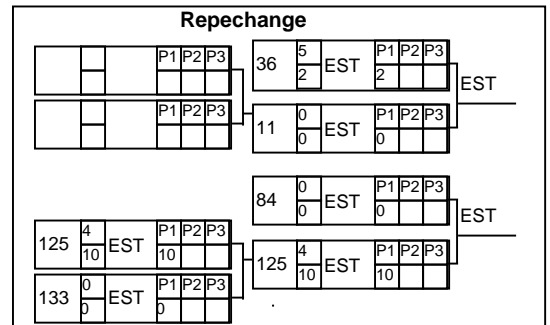 Repechange
P1 P2 P3
P1 P2 P3
36 5 2 EST P1 P2 P3 2
EST
11 0 0 EST P1 P2 P3 0
84 0 0 EST P1 P2 P3 0
EST
125 4 10 EST P1 P2 P3 10
125 4 10 EST P1 P2 P3 10
133 0 0 EST P1 P2 P3 0
.